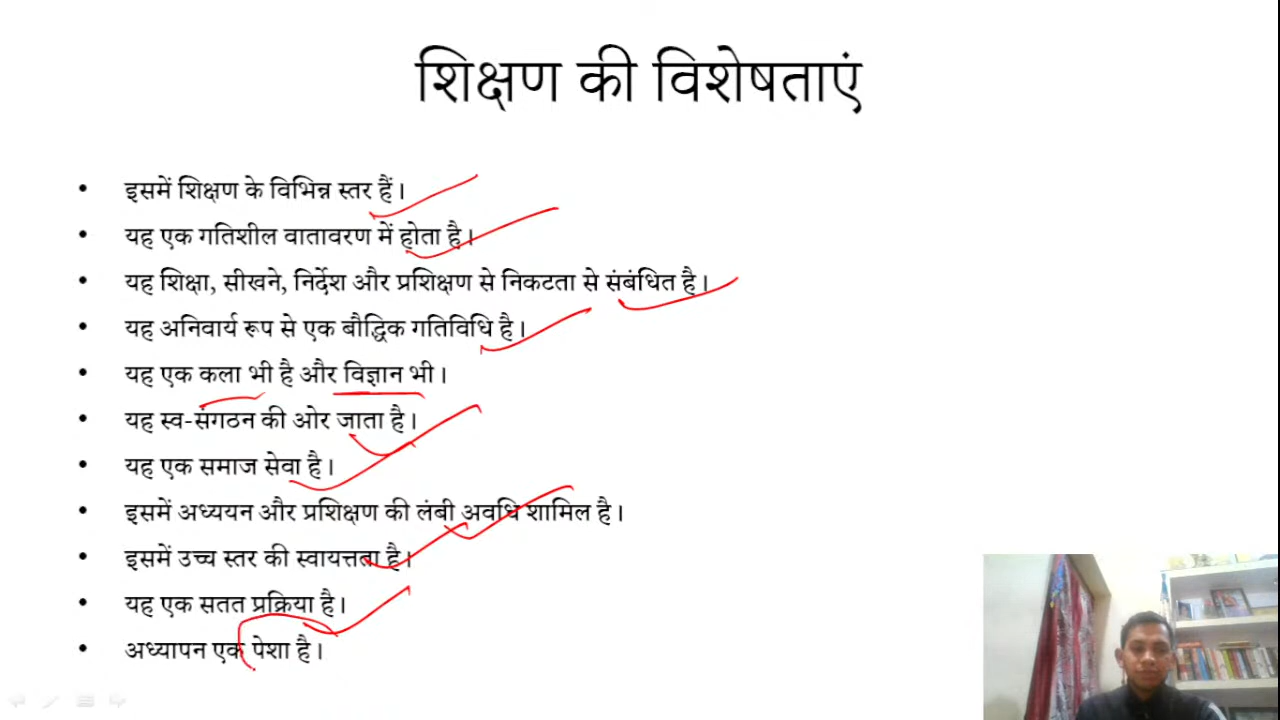 शिक्षण की विशेषताएं
• इसमें शिक्षण के विभिन्न स्तर हैं।
• यह एक गतिशील वातावरण में होता है।
• यह शिक्षा, सीखने, निर्देश और प्रशिक्षण से निकटता से संबंधित है।
• यह अनिवार्य रूप से एक बौद्धिक गतिविधि है।
• यह एक कला भी है और विज्ञान भी।
• यह स्व-संगठन की ओर जाता है।
• यह एक समाज सेवा है।
• इसमें अध्ययन और प्रशिक्षण की लंबी अवधि शामिल है।
• इसमें उच्च स्तर की स्वायत्तता है।
• यह एक सतत प्रक्रिया है।
• अध्यापन एक पेशा है।